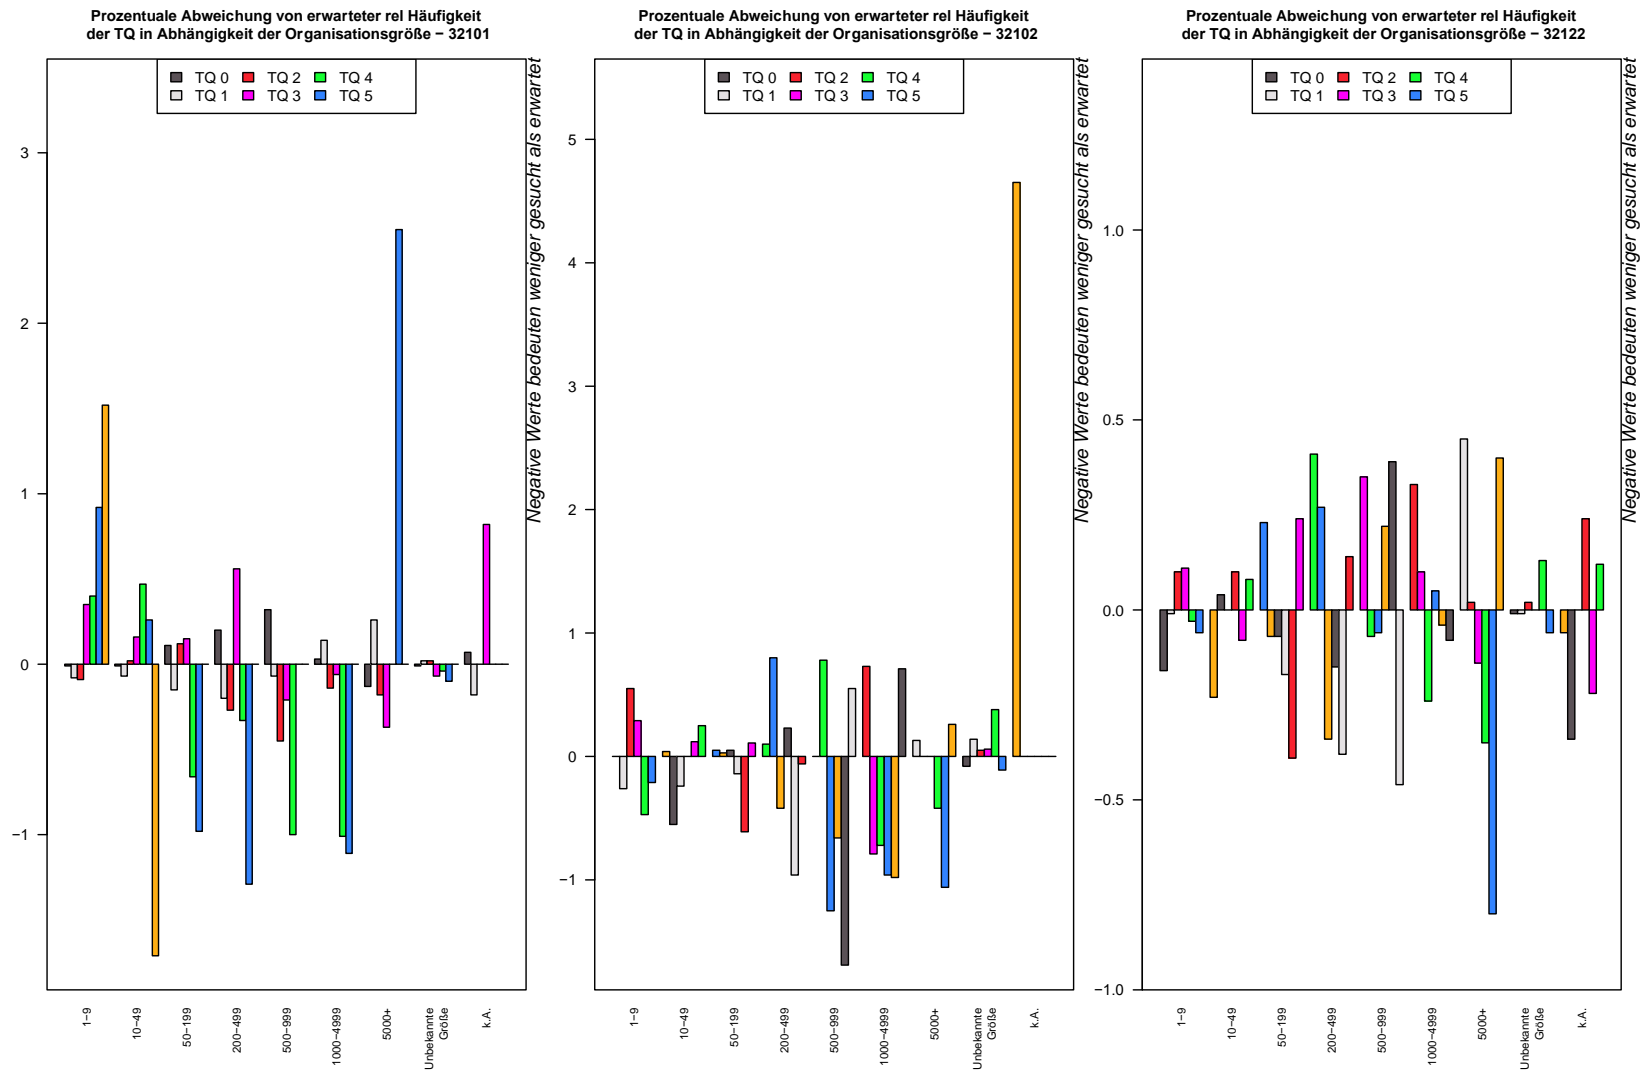 Prozentuale Abweichung von erwarteter rel Häufigkeit
der TQ in Abhängigkeit der Organisationsgröße − 32101
TQ 0 TQ 2 TQ 4
TQ 1 TQ 3 TQ 5
3
2
1
0
−1
1−9
10−49
50−199
200−499
500−999
1000−4999
5000+
Unbekannte
Größe
k.A.
Negative Werte bedeuten weniger gesucht als erwartet
Prozentuale Abweichung von erwarteter rel Häufigkeit
der TQ in Abhängigkeit der Organisationsgröße − 32102
TQ 0 TQ 2 TQ 4
TQ 1 TQ 3 TQ 5
5
4
3
2
1
0
−1
1−9
10−49
50−199
200−499
500−999
1000−4999
5000+
Unbekannte
Größe
k.A.
Negative Werte bedeuten weniger gesucht als erwartet
Prozentuale Abweichung von erwarteter rel Häufigkeit
der TQ in Abhängigkeit der Organisationsgröße − 32122
TQ 0 TQ 2 TQ 4
TQ 1 TQ 3 TQ 5
1.0
0.5
0.0
−0.5
−1.0
1−9
10−49
50−199
200−499
500−999
1000−4999
5000+
Unbekannte
Größe
k.A.
Negative Werte bedeuten weniger gesucht als erwartet